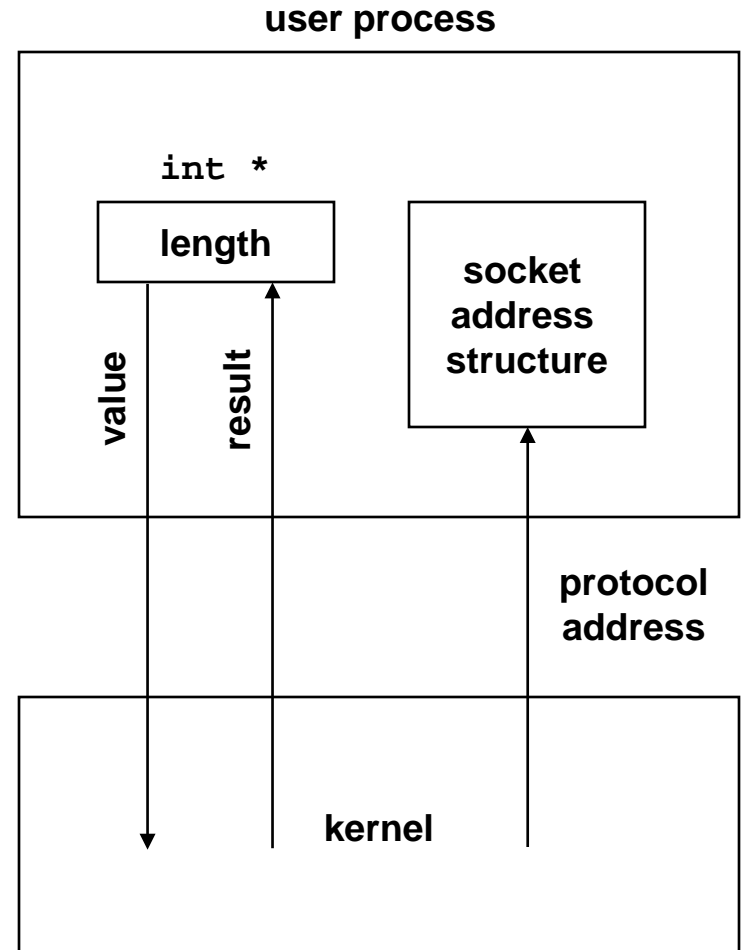 user process
int *
length
socket
address
structure
value
result
protocol
address
kernel